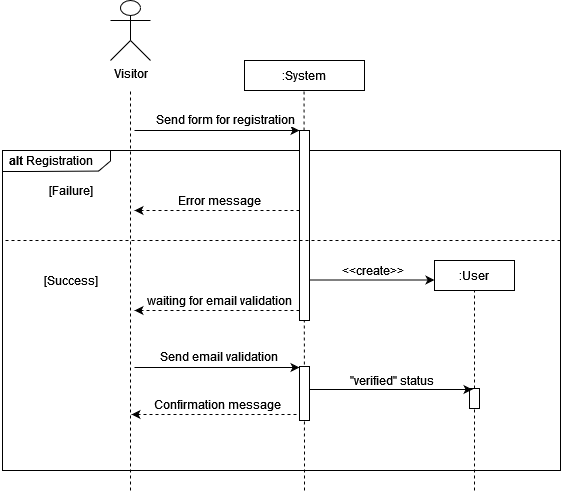 Visitor
:System
Send form for registration
alt Registration
[Failure]
Error message
[Success]
<<create>>
:User
waiting for email validation
Send email validation
"verified" status
Confirmation message